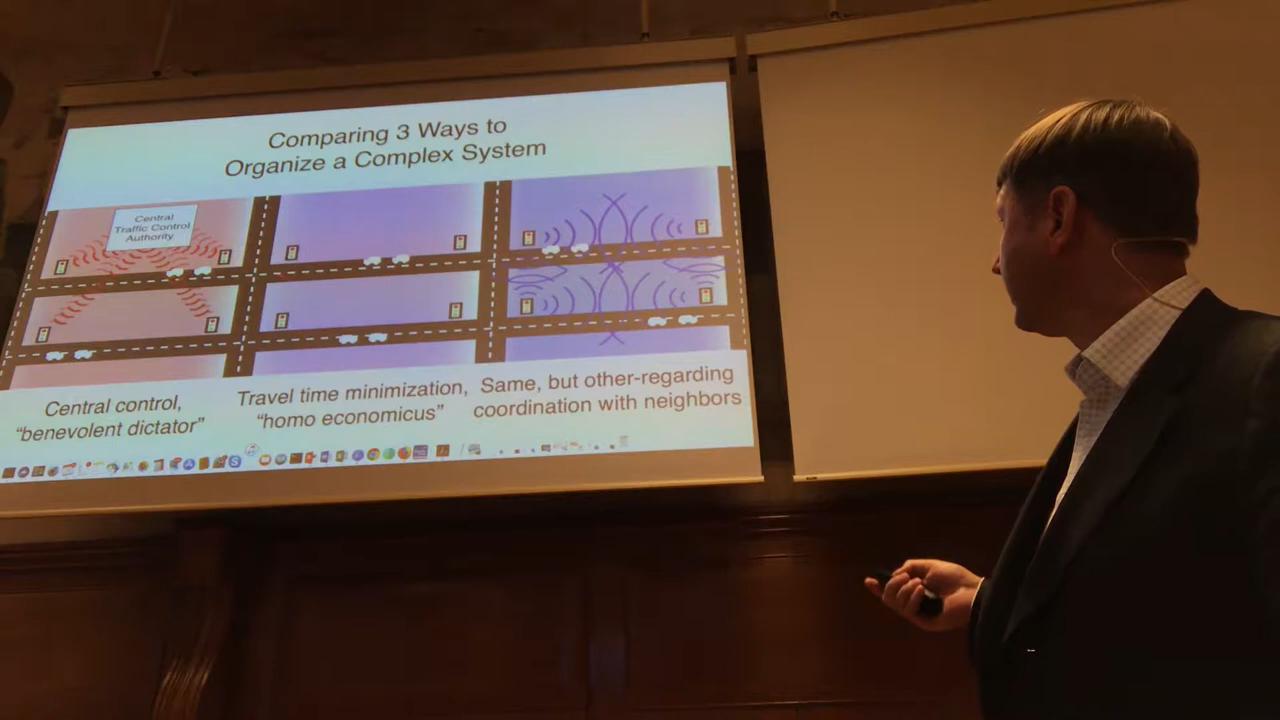 Comparing 3 Ways to
Organize a Complex System
Central
Traffic Control
Authority
Central control,
“benevolent dictator”
Travel time minimization,
“homo economicus”
Same, but other-regarding
coordination with neighbors